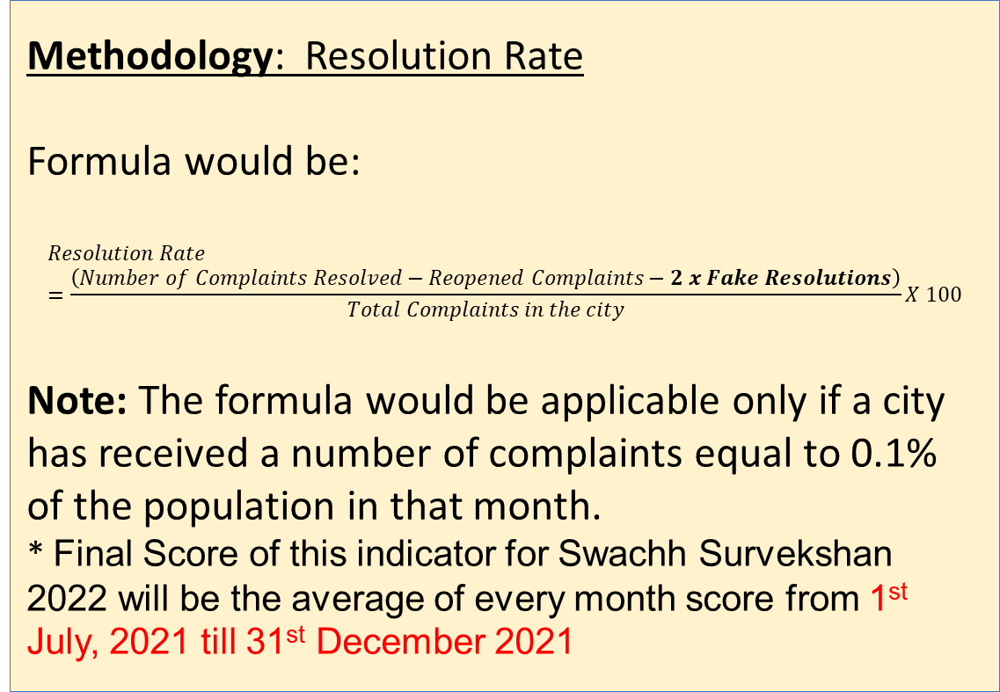 Methodology: Resolution Rate
Formula would be:
Resolution Rate
= (Number of Complaints Resolved − Reopened Complaints − 2 x Fake Resolutions) X 100
Total Complaints in the city
Note: The formula would be applicable only if a city
has received a number of complaints equal to 0.1%
of the population in that month.
* Final Score of this indicator for Swachh Survekshan
2022 will be the average of every month score from 1st
July, 2021 till 31st December 2021